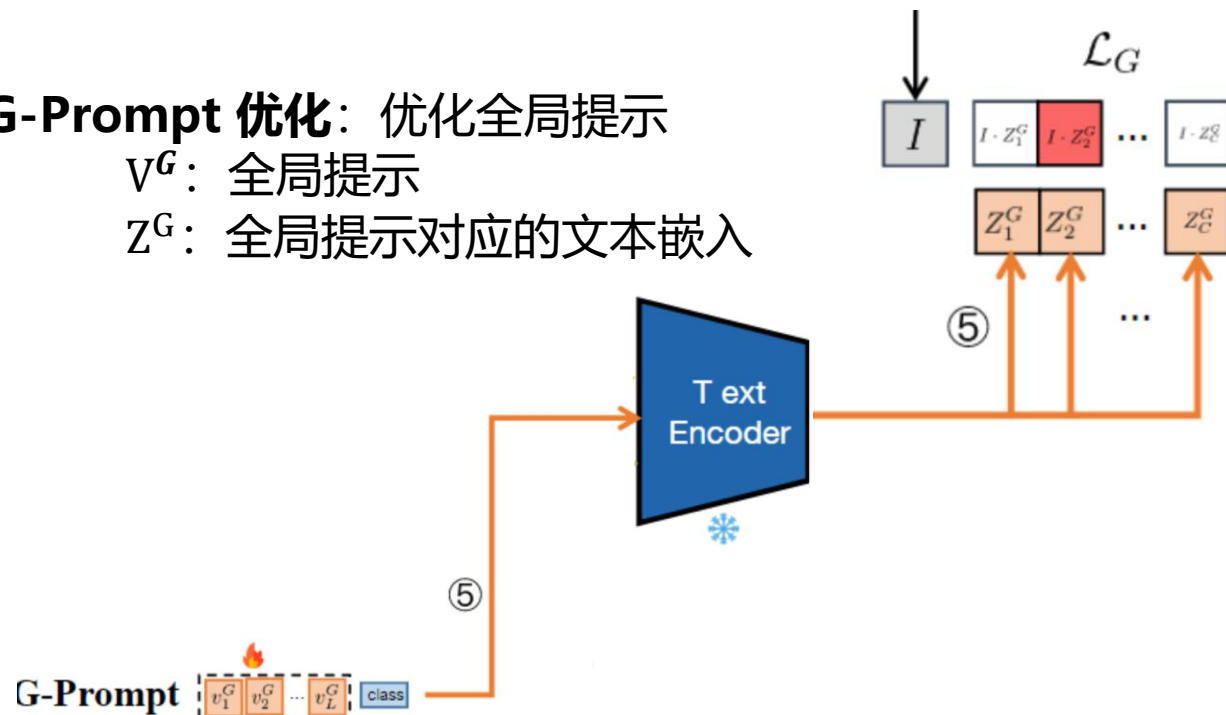 G-Prompt 优化：优化全局提示
V^G：全局提示
Z^G：全局提示对应的文本嵌入
𝓛_G
I
I · Z_1^G I · Z_2^G ··· I · Z_C^G
Z_1^G Z_2^G ··· Z_C^G
⑤
...
T ext
Encoder
⑤
G-Prompt v_1^G v_2^G ... v_L^G class